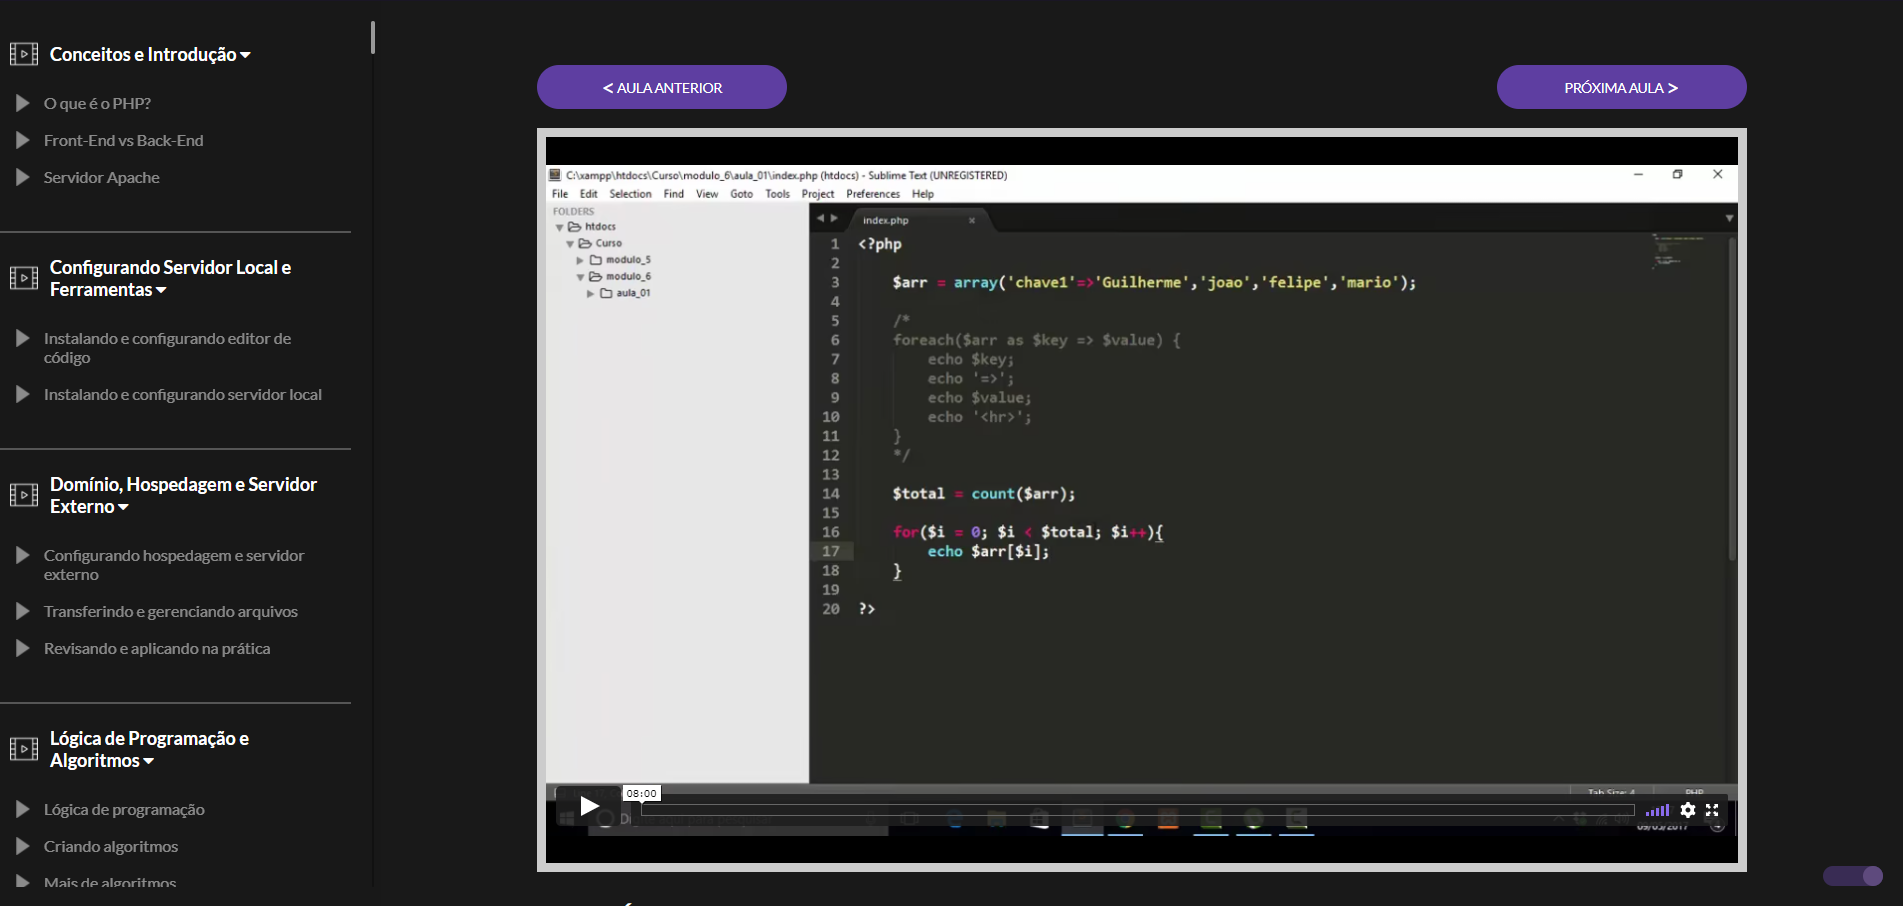 Conceitos e Introdução
O que é o PHP?
Front-End vs Back-End
Servidor Apache
Configurando Servidor Local e
Ferramentas
Instalando e configurando editor de
código
Instalando e configurando servidor local
Domínio, Hospedagem e Servidor
Externo
Configurando hospedagem e servidor
externo
Transferindo e gerenciando arquivos
Revisando e aplicando na prática
Lógica de Programação e
Algoritmos
Lógica de programação
Criando algoritmos
Mais de algoritmos
< AULA ANTERIOR
PRÓXIMA AULA >
C:\xampp\htdocs\Curso\modulo_6\aula_01\index.php (htdocs) - Sublime Text (UNREGISTERED)
File Edit Selection Find View Goto Tools Project Preferences Help
FOLDERS
htdocs
Curso
modulo_5
modulo_6
aula_01
index.php
1 <?php
2
3 $arr = array('chave1'=>'Guilherme','joao','felipe','mario');
4
5 /*
6 foreach($arr as $key => $value) {
7 echo $key;
8 echo '=>';
9 echo $value;
10 echo '<hr>';
11 }
12 */
13
14 $total = count($arr);
15
16 for($i = 0; $i < $total; $i++){
17 echo $arr[$i];
18 }
19
20 ?>
Tab Size: 4 PHP
08:00